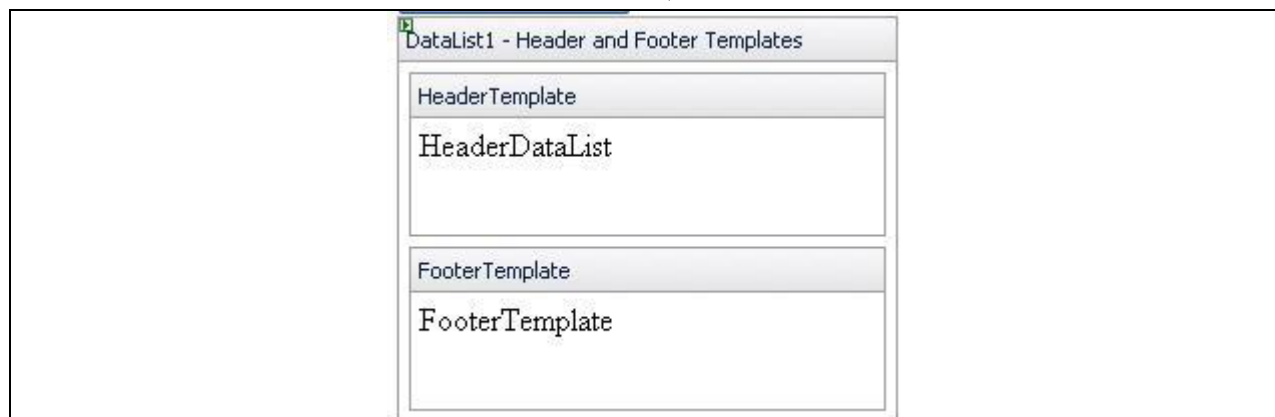 DataList1 - Header and Footer Templates
HeaderTemplate
HeaderDataList
FooterTemplate
FooterTemplate